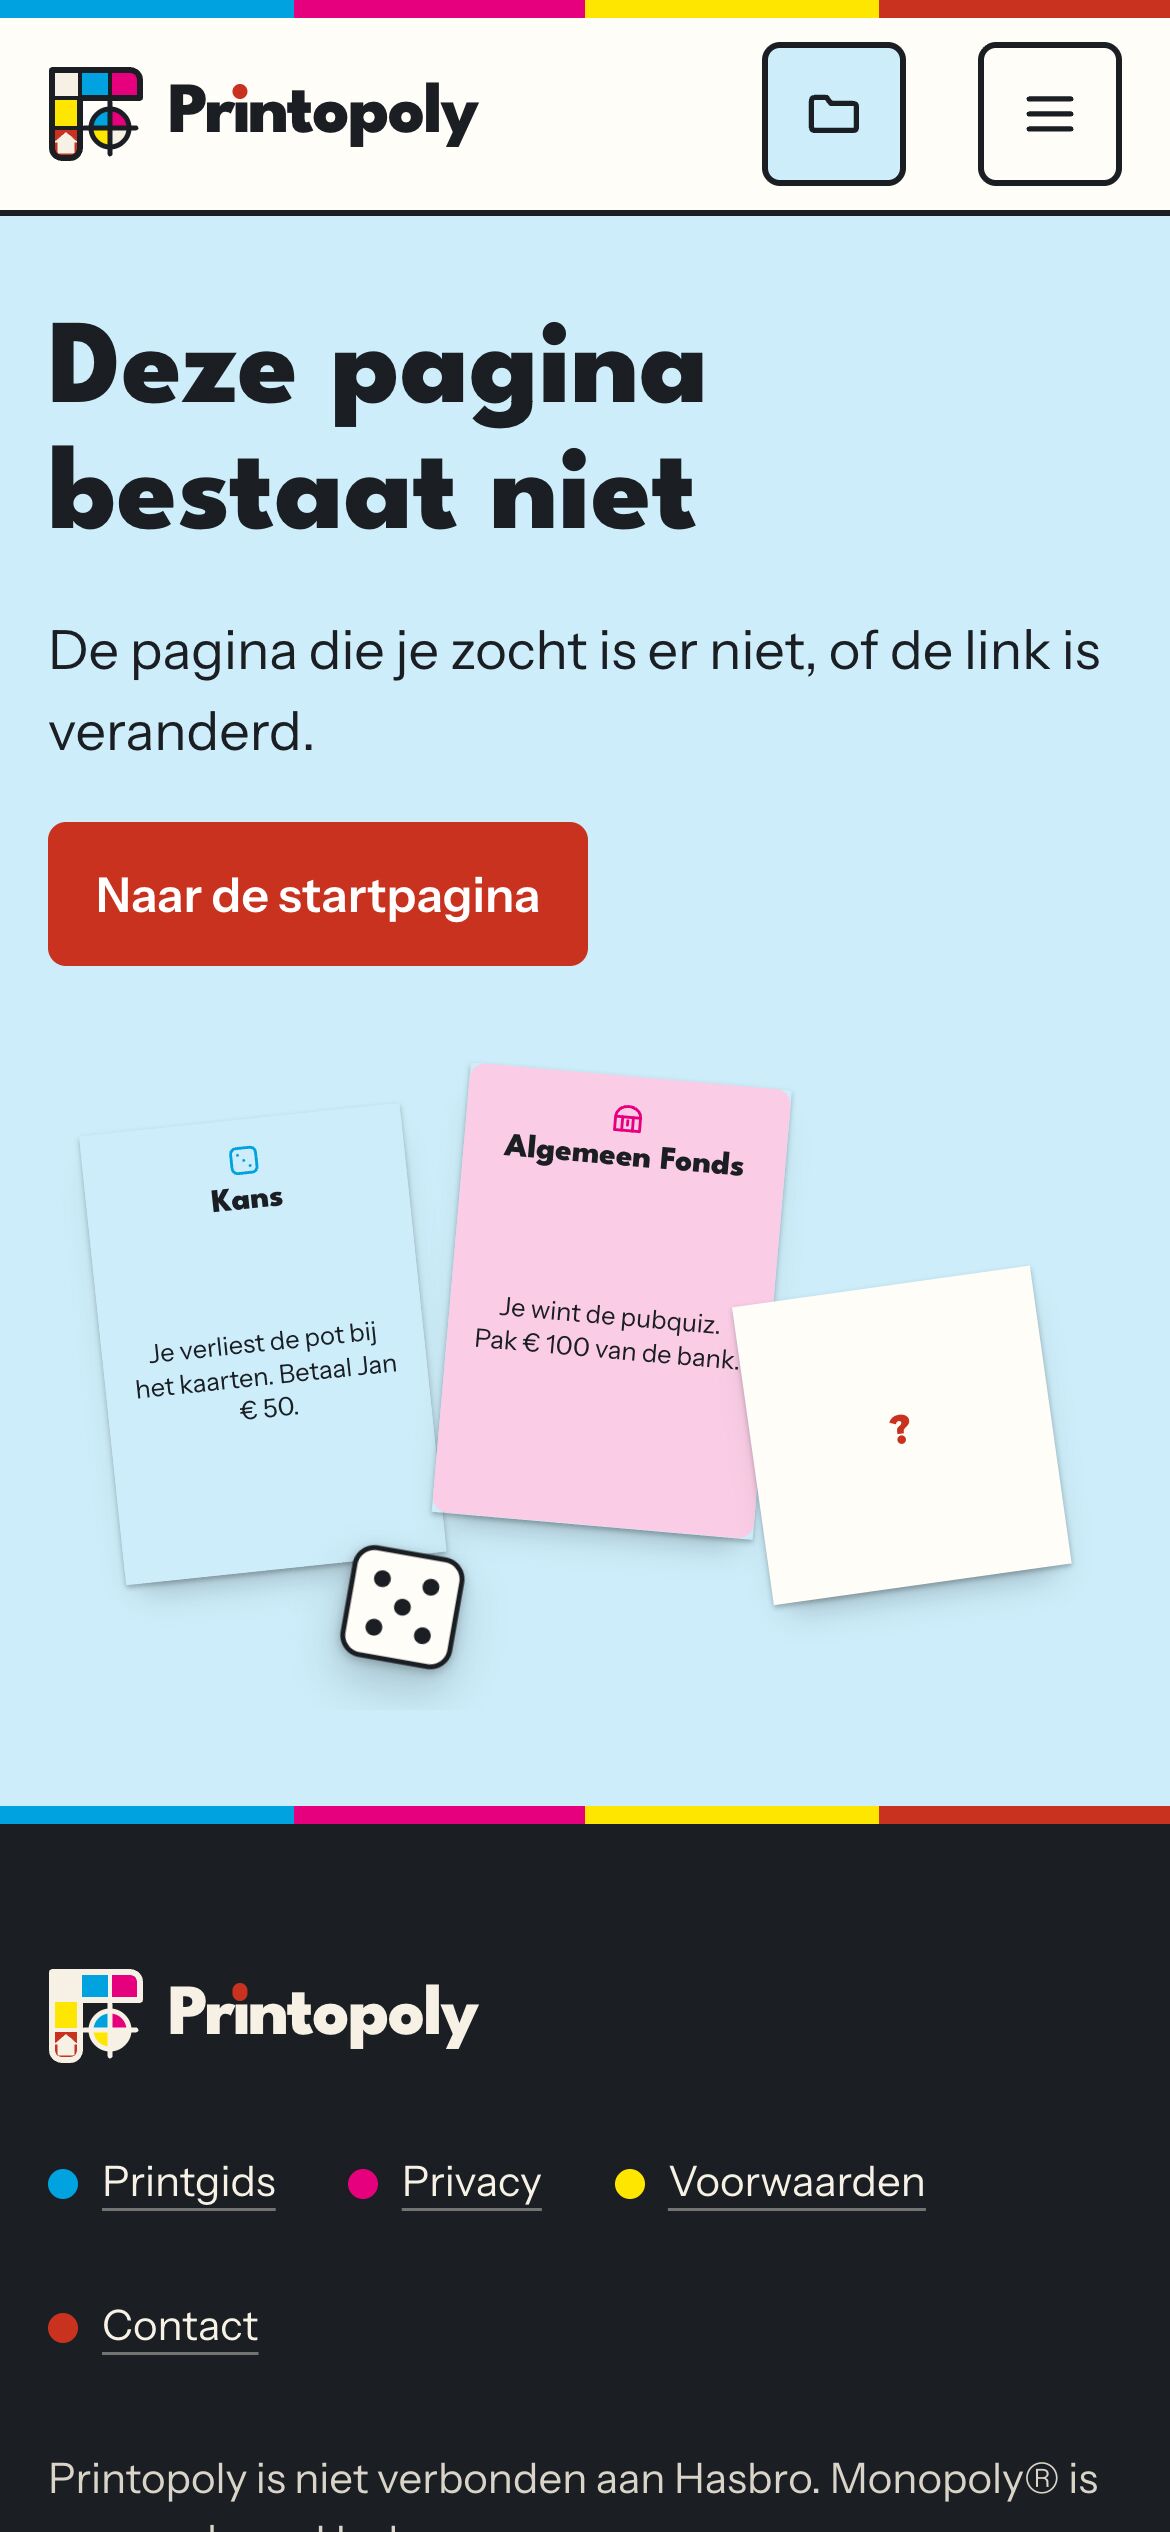 Printopoly
Deze pagina
bestaat niet
De pagina die je zocht is er niet, of de link is
veranderd.
Naar de startpagina
Kans
Je verliest de pot bij
het kaarten. Betaal Jan
€ 50.
Algemeen Fonds
Je wint de pubquiz.
Pak € 100 van de bank.
?
Printopoly
Printgids
Privacy
Voorwaarden
Contact
Printopoly is niet verbonden aan Hasbro. Monopoly® is